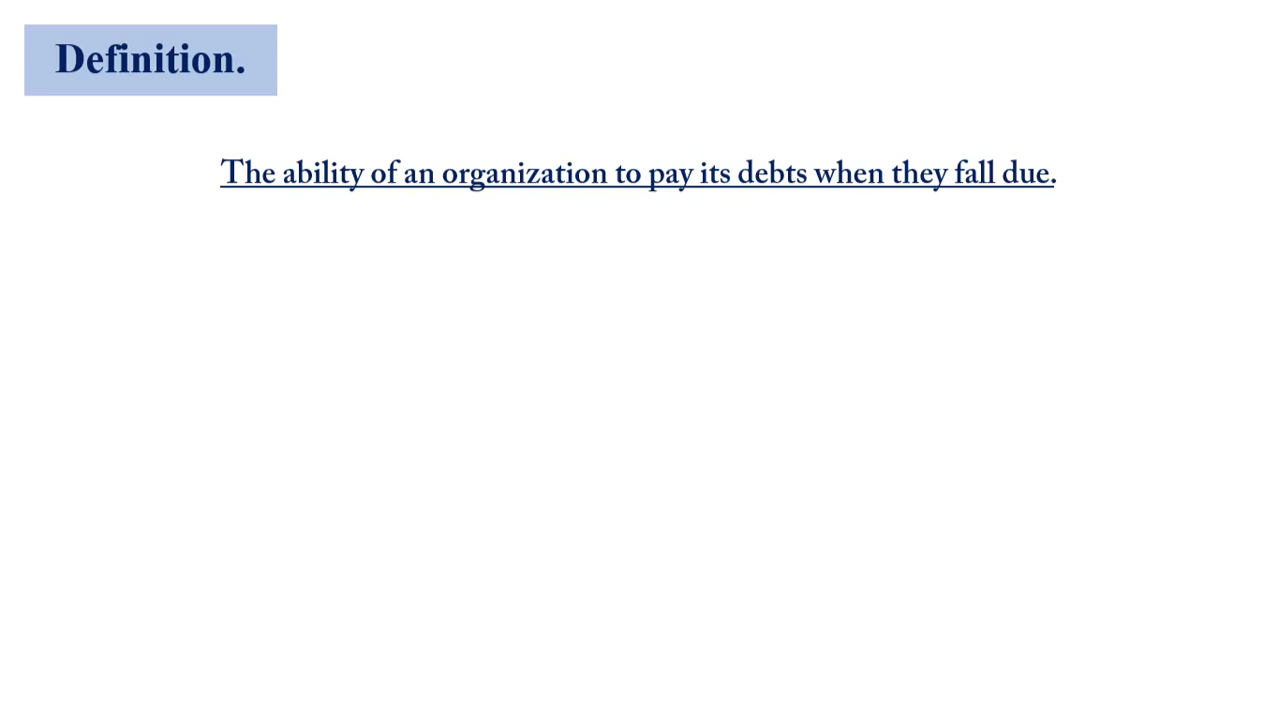 Definition.
The ability of an organization to pay its debts when they fall due.